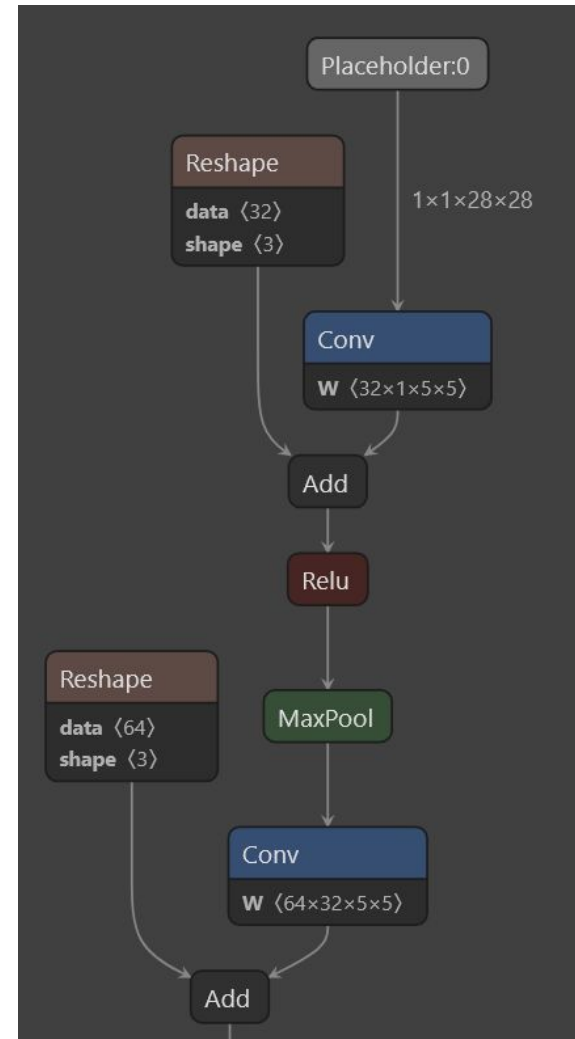 Placeholder:0
Reshape
data 〈32〉
shape 〈3〉
1×1×28×28
Conv
W 〈32×1×5×5〉
Add
Relu
Reshape
data 〈64〉
shape 〈3〉
MaxPool
Conv
W 〈64×32×5×5〉
Add